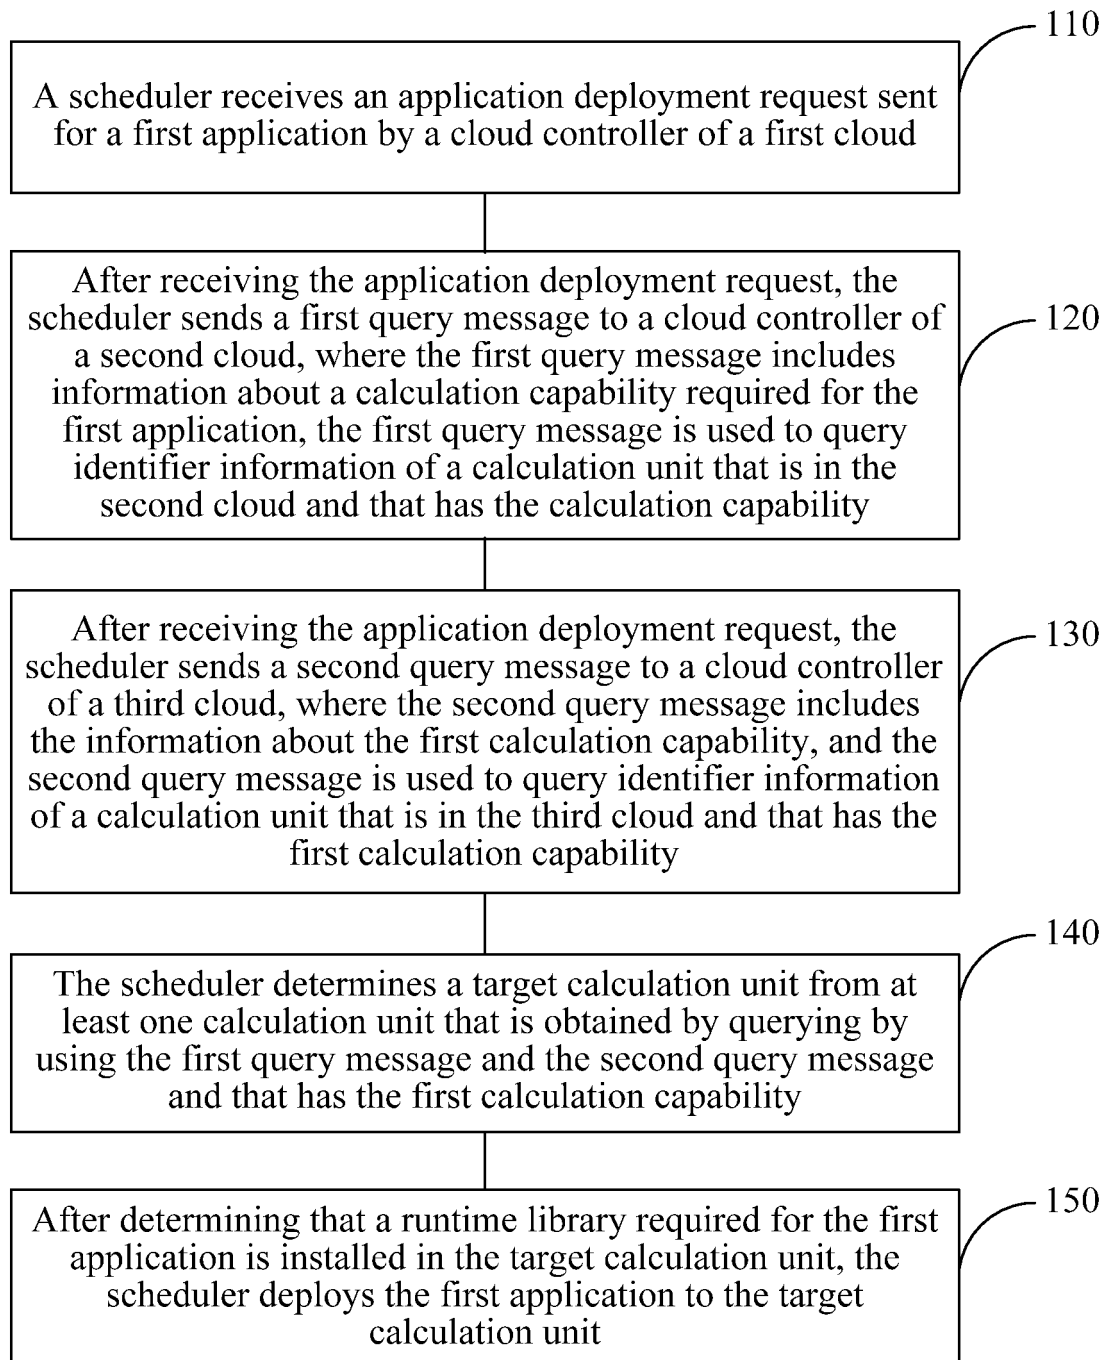 110
A scheduler receives an application deployment request sent
for a first application by a cloud controller of a first cloud
After receiving the application deployment request, the
scheduler sends a first query message to a cloud controller of
a second cloud, where the first query message includes
information about a calculation capability required for the
first application, the first query message is used to query
identifier information of a calculation unit that is in the
second cloud and that has the calculation capability
120
After receiving the application deployment request, the
scheduler sends a second query message to a cloud controller
of a third cloud, where the second query message includes
the information about the first calculation capability, and the
second query message is used to query identifier information
of a calculation unit that is in the third cloud and that has the
first calculation capability
130
140
The scheduler determines a target calculation unit from at
least one calculation unit that is obtained by querying by
using the first query message and the second query message
and that has the first calculation capability
150
After determining that a runtime library required for the first
application is installed in the target calculation unit, the
scheduler deploys the first application to the target
calculation unit